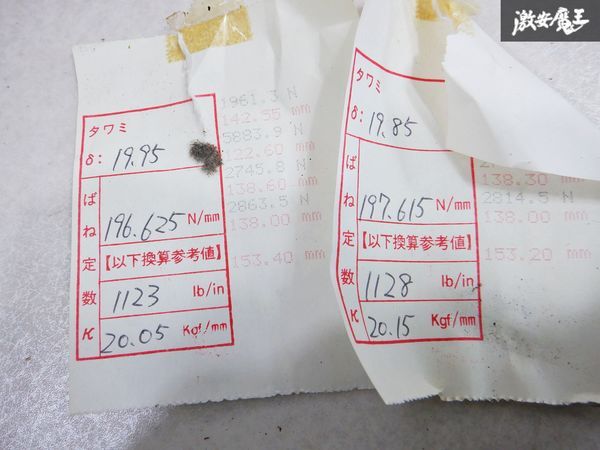 激安魔王
タワミ
δ: 19.95
ばね定数 K
196.625 N/mm
【以下換算参考値】
1123 lb/in
20.05 Kgf/mm
1961.3 N
142.55 mm
5883.9 N
122.60 mm
2745.8 N
138.60 mm
2863.5 N
138.00 mm
153.40 mm
タワミ
δ: 19.85
ばね定数 K
197.615 N/mm
【以下換算参考値】
1128 lb/in
20.15 Kgf/mm
138.30 mm
2814.5 N
138.00 mm
153.20 mm